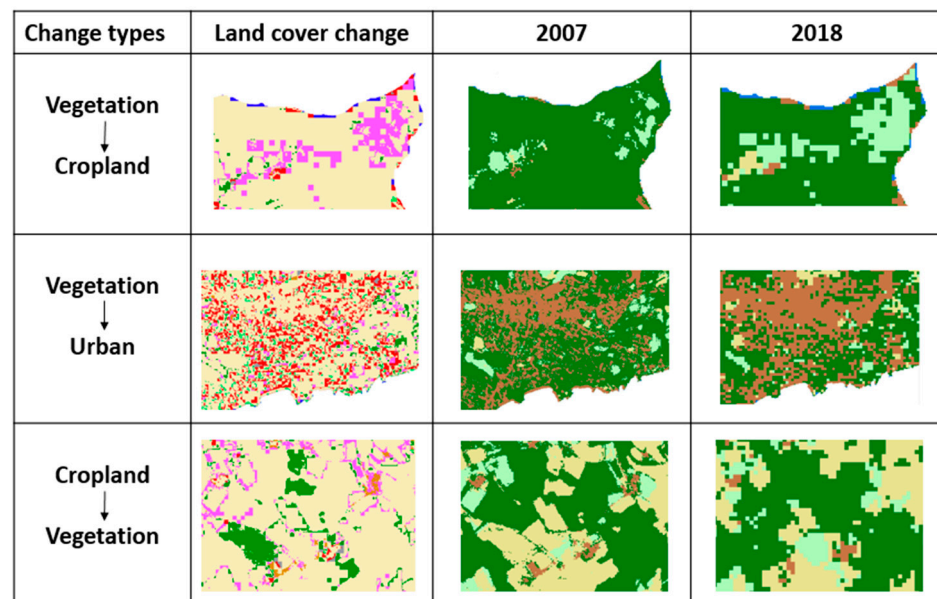 Change types
Land cover change
2007
2018
Vegetation
Cropland
Vegetation
Urban
Cropland
Vegetation